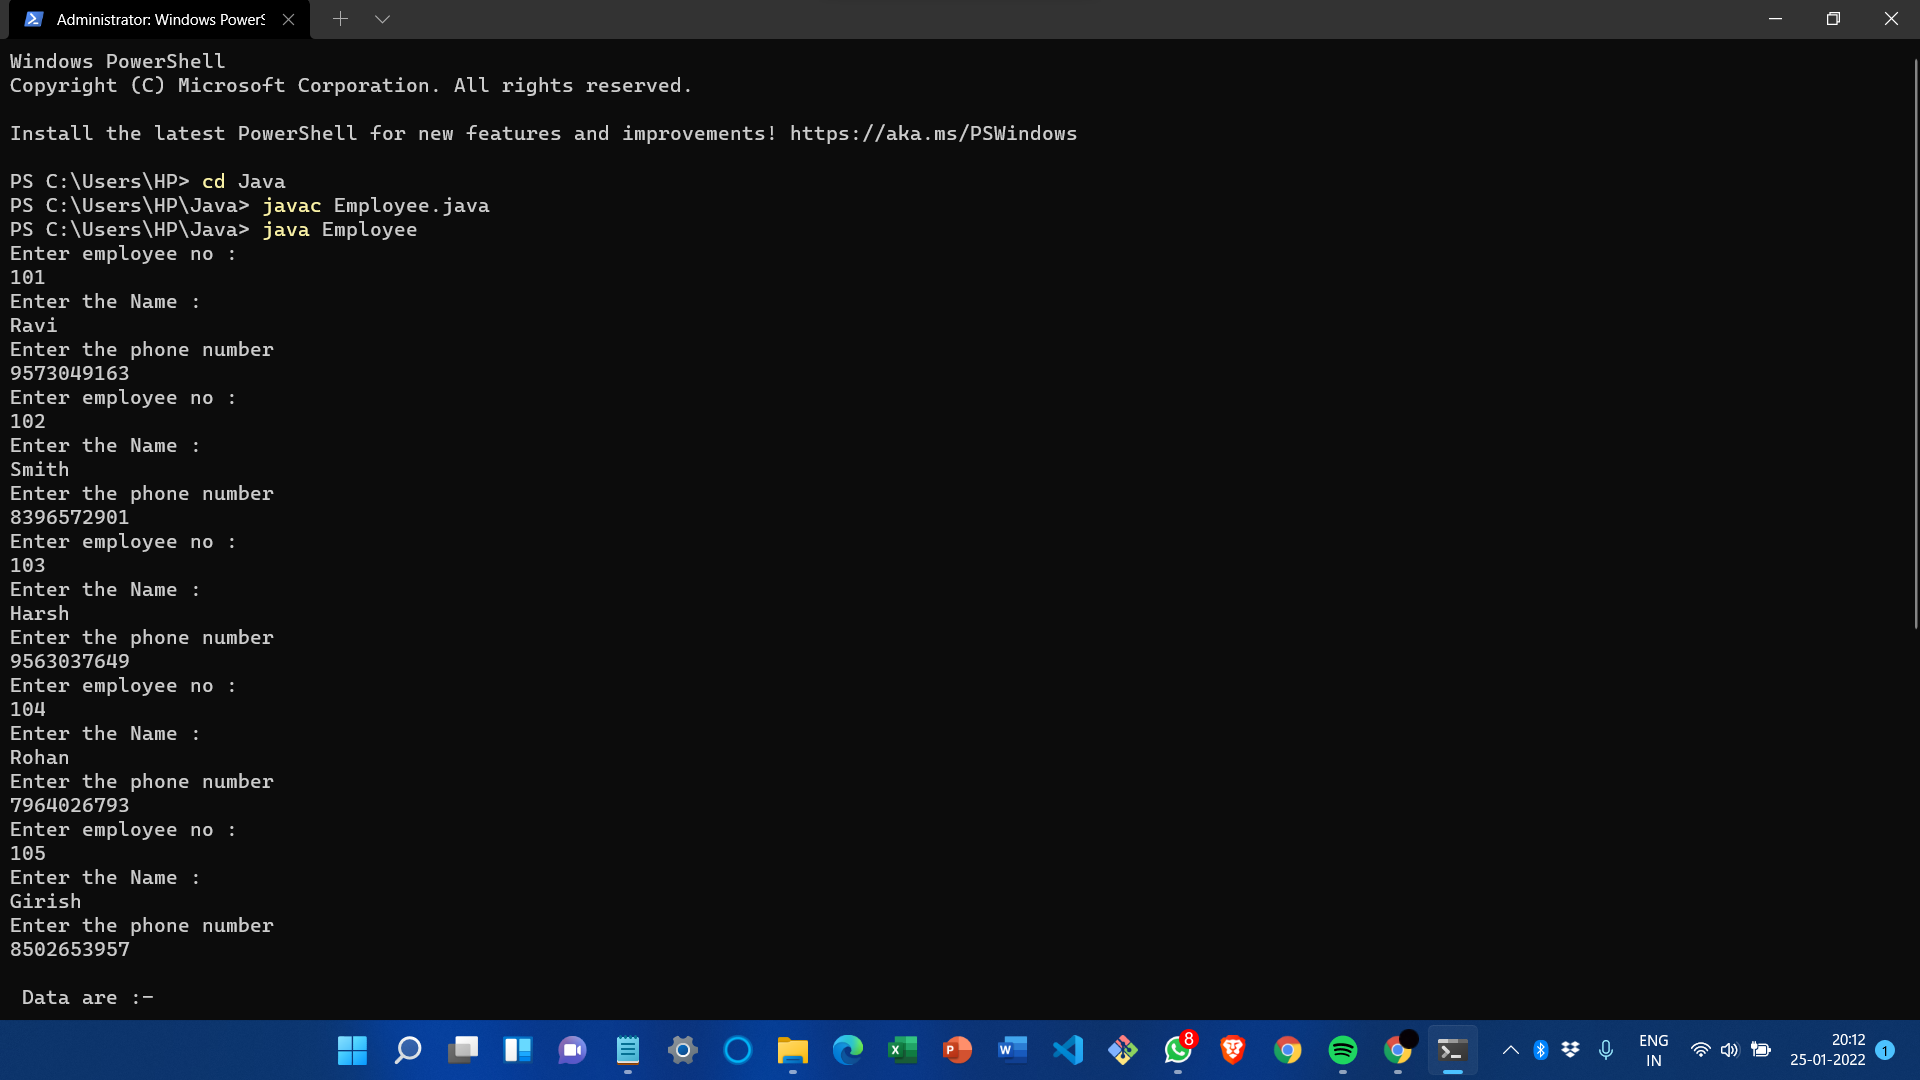 Administrator: Windows PowerS
Windows PowerShell
Copyright (C) Microsoft Corporation. All rights reserved.
Install the latest PowerShell for new features and improvements! https://aka.ms/PSWindows
PS C:\Users\HP> cd Java
PS C:\Users\HP\Java> javac Employee.java
PS C:\Users\HP\Java> java Employee
Enter employee no :
101
Enter the Name :
Ravi
Enter the phone number
9573049163
Enter employee no :
102
Enter the Name :
Smith
Enter the phone number
8396572901
Enter employee no :
103
Enter the Name :
Harsh
Enter the phone number
9563037649
Enter employee no :
104
Enter the Name :
Rohan
Enter the phone number
7964026793
Enter employee no :
105
Enter the Name :
Girish
Enter the phone number
8502653957
Data are :-
8
ENG
IN
20:12
25-01-2022
1